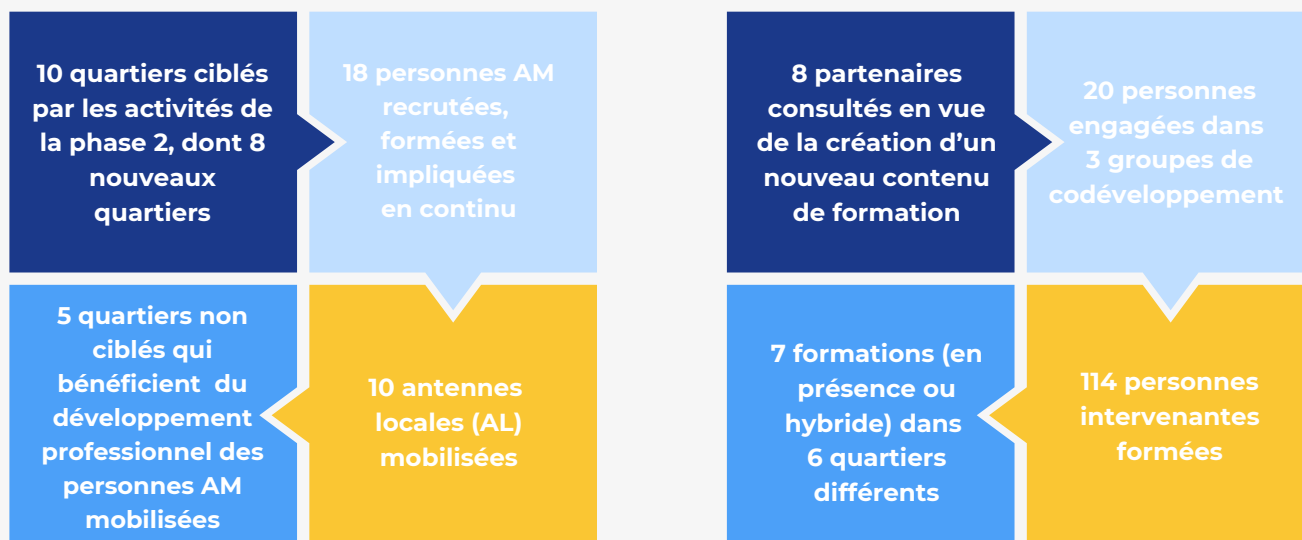 10 quartiers ciblés
par les activités de
la phase 2, dont 8
nouveaux
quartiers
18 personnes AM
recrutées,
formées et
impliquées
en continu
10 antennes
locales (AL)
mobilisées
5 quartiers non
ciblés qui
bénéficient du
développement
professionnel des
personnes AM
mobilisées
8 partenaires
consultés en vue
de la création d’un
nouveau contenu
de formation
20 personnes
engagées dans
3 groupes de
codéveloppement
114 personnes
intervenantes
formées
7 formations (en
présence ou
hybride) dans
6 quartiers
différents